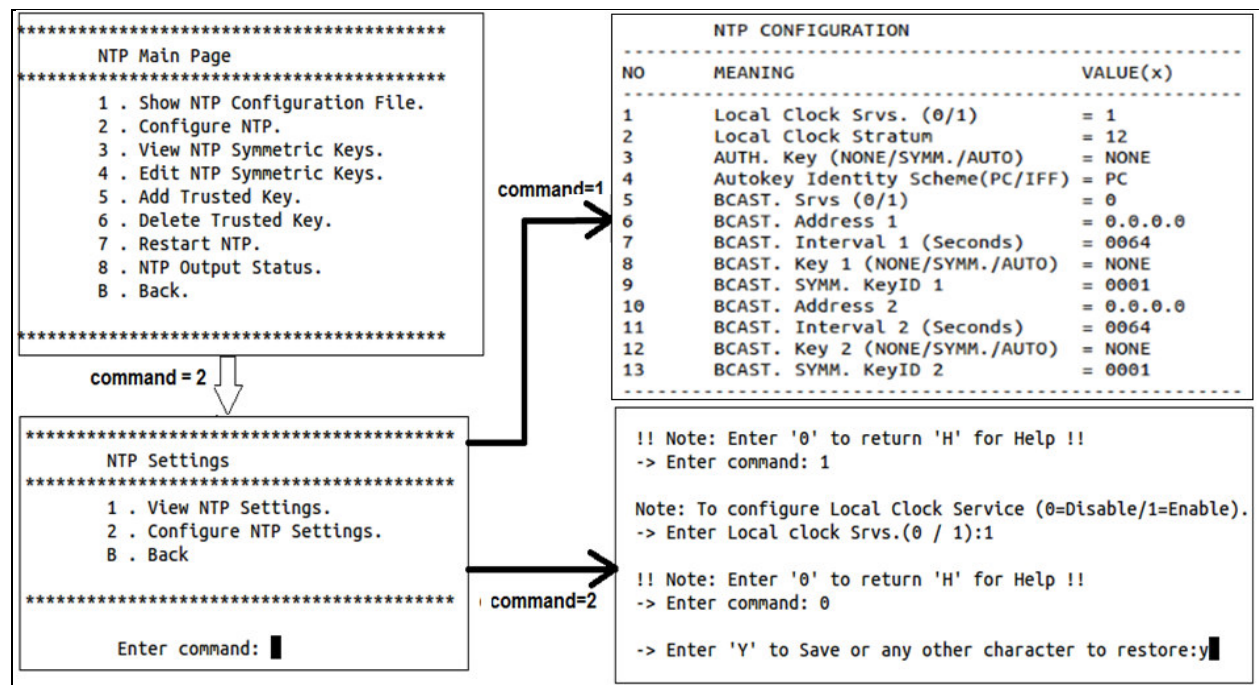 *******************************************
NTP Main Page
*******************************************
1 . Show NTP Configuration File.
2 . Configure NTP.
3 . View NTP Symmetric Keys.
4 . Edit NTP Symmetric Keys.
5 . Add Trusted Key.
6 . Delete Trusted Key.
7 . Restart NTP.
8 . NTP Output Status.
B . Back.
*******************************************
command = 2
*******************************************
NTP Settings
*******************************************
1 . View NTP Settings.
2 . Configure NTP Settings.
B . Back
*******************************************
Enter command:
command=1
NTP CONFIGURATION
--------------------------------------------------------------
NO MEANING VALUE(x)
--------------------------------------------------------------
1 Local Clock Srvs. (0/1) = 1
2 Local Clock Stratum = 12
3 AUTH. Key (NONE/SYMM./AUTO) = NONE
4 Autokey Identity Scheme(PC/IFF) = PC
5 BCAST. Srvs (0/1) = 0
6 BCAST. Address 1 = 0.0.0.0
7 BCAST. Interval 1 (Seconds) = 0064
8 BCAST. Key 1 (NONE/SYMM./AUTO) = NONE
9 BCAST. SYMM. KeyID 1 = 0001
10 BCAST. Address 2 = 0.0.0.0
11 BCAST. Interval 2 (Seconds) = 0064
12 BCAST. Key 2 (NONE/SYMM./AUTO) = NONE
13 BCAST. SYMM. KeyID 2 = 0001
--------------------------------------------------------------
command=2
!! Note: Enter '0' to return 'H' for Help !!
-> Enter command: 1
Note: To configure Local Clock Service (0=Disable/1=Enable).
-> Enter Local clock Srvs.(0 / 1):1
!! Note: Enter '0' to return 'H' for Help !!
-> Enter command: 0
-> Enter 'Y' to Save or any other character to restore:y